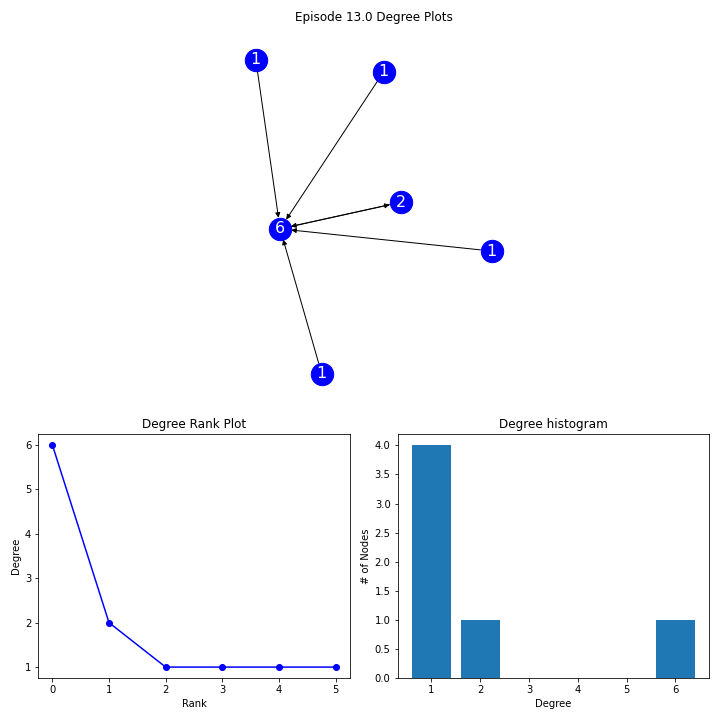 Episode 13.0 Degree Plots
1
1
2
6
1
1
Degree Rank Plot
6
5
4
3
2
1
Degree
0 1 2 3 4 5
Rank
Degree histogram
4.0
3.5
3.0
2.5
2.0
1.5
1.0
0.5
0.0
# of Nodes
1 2 3 4 5 6
Degree